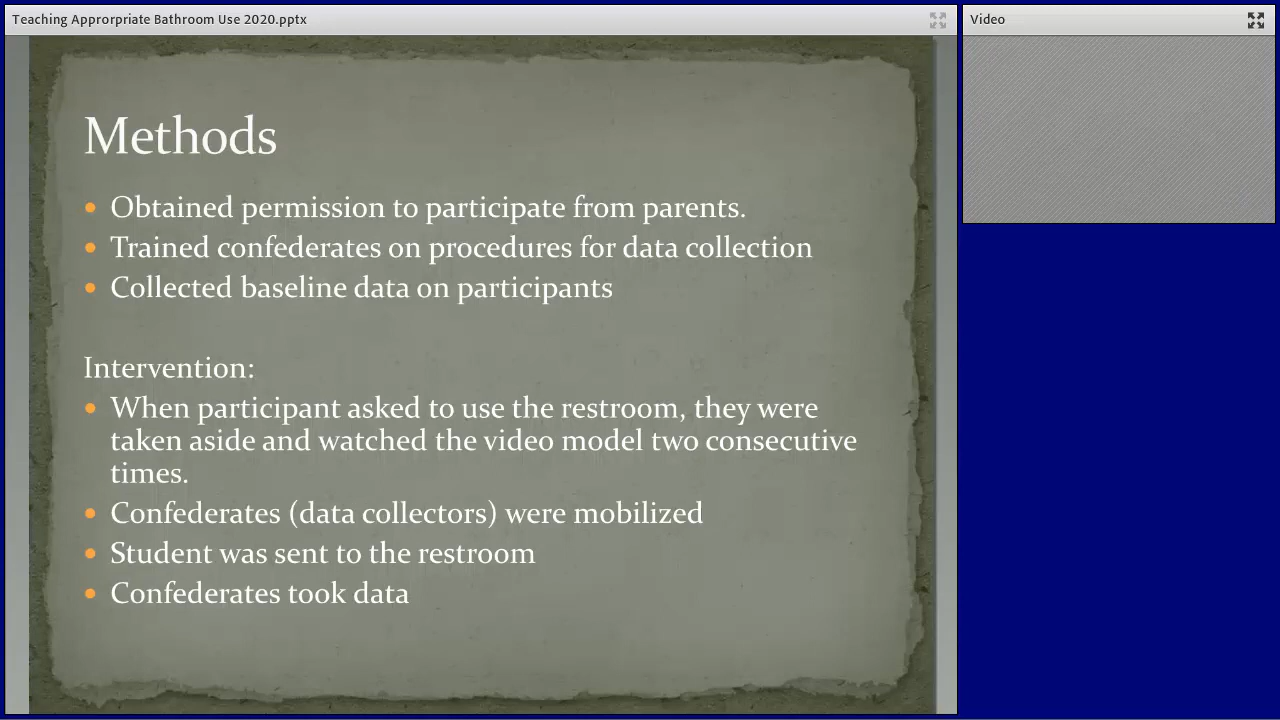 Teaching Approrpriate Bathroom Use 2020.pptx
Video
Methods
• Obtained permission to participate from parents.
• Trained confederates on procedures for data collection
• Collected baseline data on participants
Intervention:
• When participant asked to use the restroom, they were
taken aside and watched the video model two consecutive
times.
• Confederates (data collectors) were mobilized
• Student was sent to the restroom
• Confederates took data